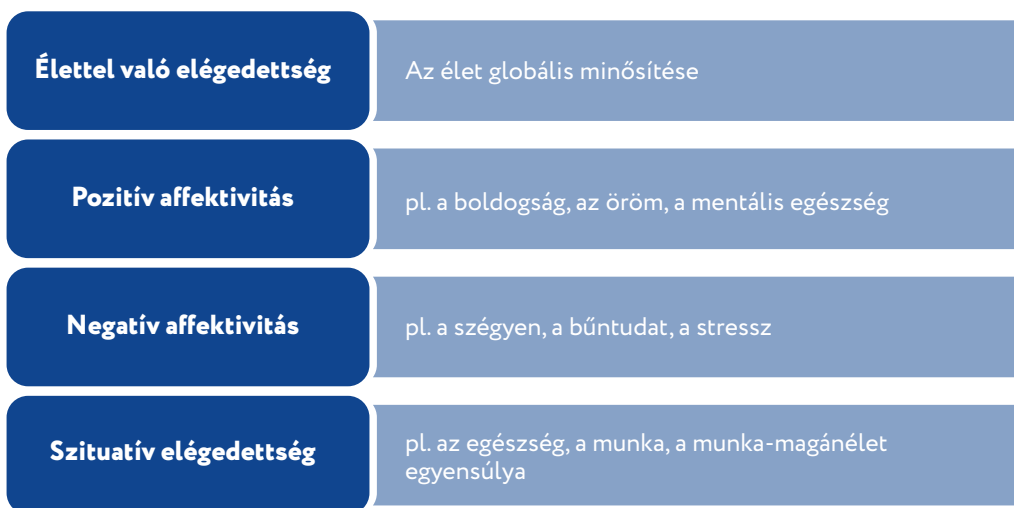 Élettel való elégedettség
Az élet globális minősítése
Pozitív affektivitás
pl. a boldogság, az öröm, a mentális egészség
Negatív affektivitás
pl. a szégyen, a bűntudat, a stressz
Szituatív elégedettség
pl. az egészség, a munka, a munka-magánélet
egyensúlya